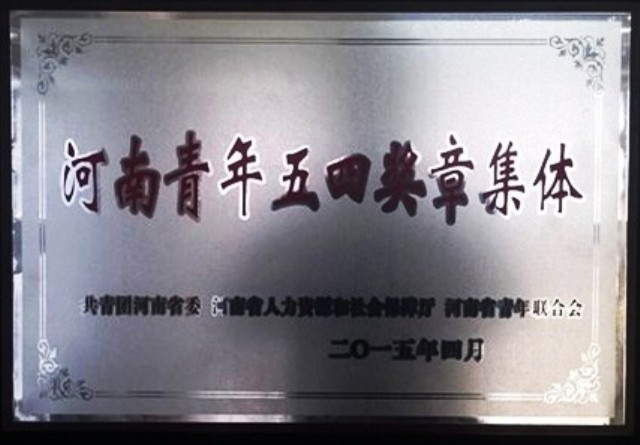 河南青年五四奖章集体
共青团河南省委 河南省人力资源和社会保障厅 河南省青年联合会
二〇一五年四月